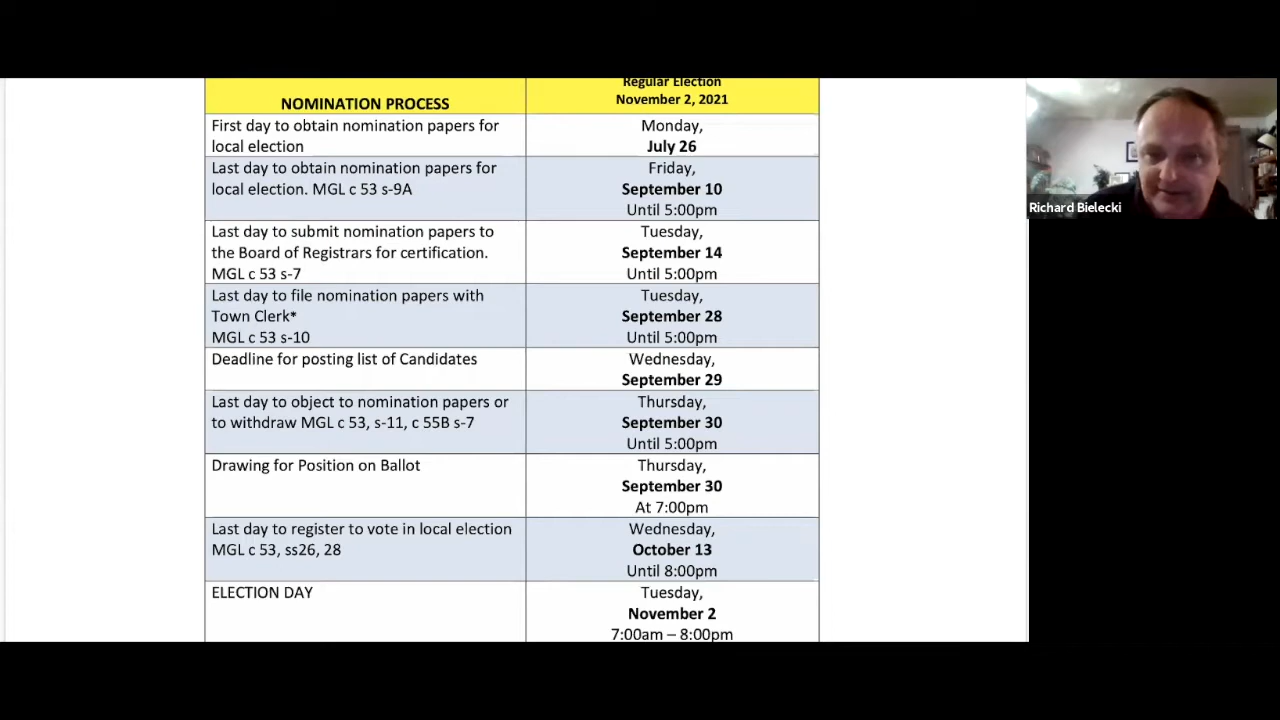 Regular Election
NOMINATION PROCESS
November 2, 2021
First day to obtain nomination papers for
local election
Monday,
July 26
Last day to obtain nomination papers for
local election. MGL c 53 s-9A
Friday,
September 10
Until 5:00pm
Last day to submit nomination papers to
the Board of Registrars for certification.
MGL c 53 s-7
Tuesday,
September 14
Until 5:00pm
Last day to file nomination papers with
Town Clerk*
MGL c 53 s-10
Tuesday,
September 28
Until 5:00pm
Deadline for posting list of Candidates
Wednesday,
September 29
Last day to object to nomination papers or
to withdraw MGL c 53, s-11, c 55B s-7
Thursday,
September 30
Until 5:00pm
Drawing for Position on Ballot
Thursday,
September 30
At 7:00pm
Last day to register to vote in local election
MGL c 53, ss26, 28
Wednesday,
October 13
Until 8:00pm
ELECTION DAY
Tuesday,
November 2
7:00am – 8:00pm
Richard Bielecki